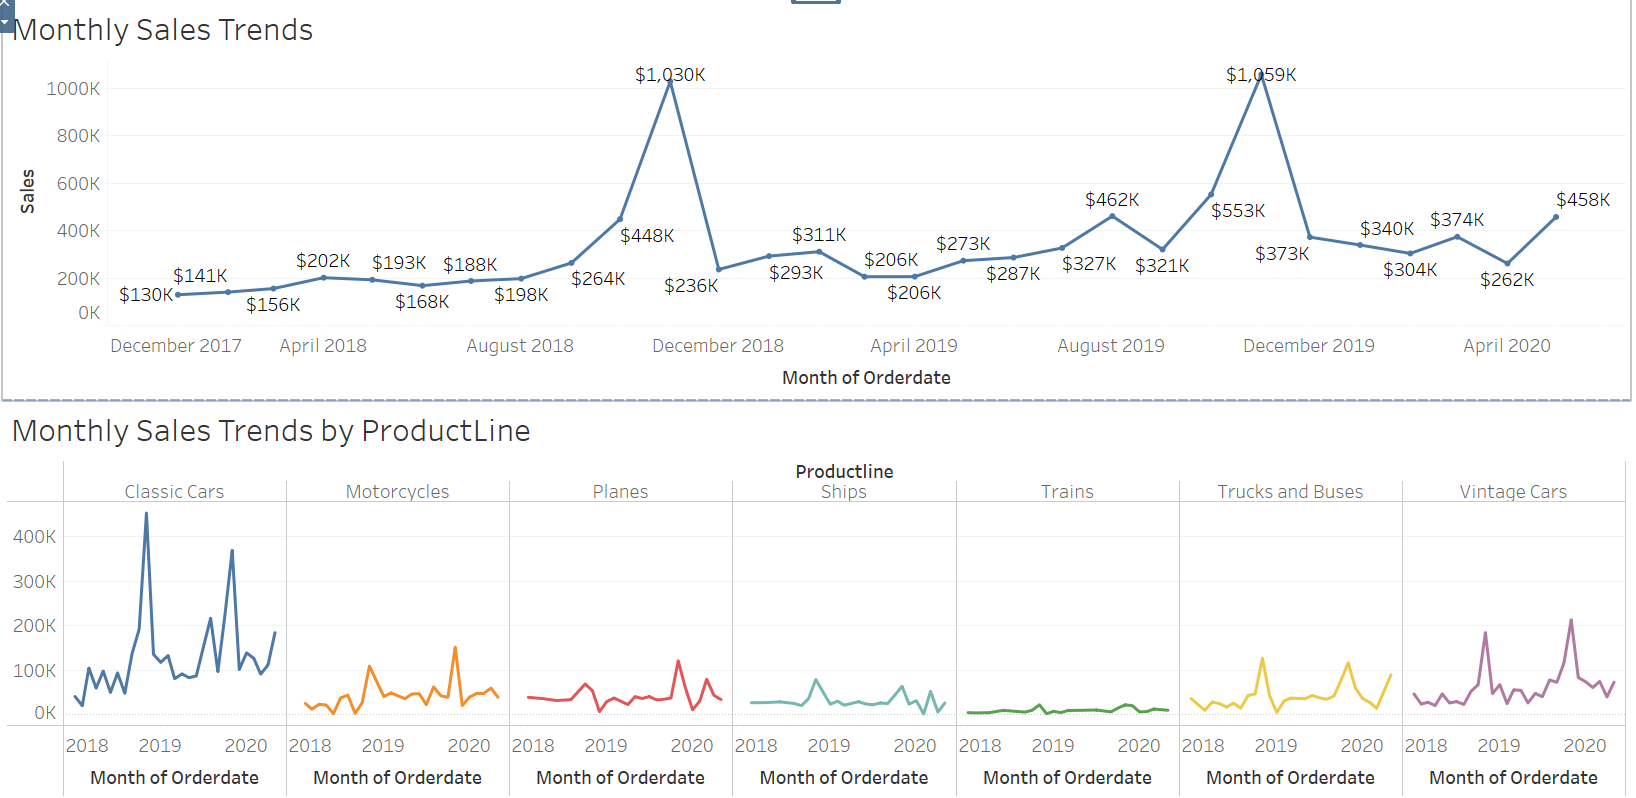 Monthly Sales Trends
$1,030K
$1,059K
1000K
800K
600K
400K
200K
0K
Sales
$130K
$141K
$156K
$202K
$193K
$168K
$188K
$198K
$264K
$448K
$236K
$293K
$311K
$206K
$206K
$273K
$287K
$327K
$462K
$321K
$553K
$373K
$340K
$304K
$374K
$262K
$458K
December 2017 April 2018 August 2018 December 2018 April 2019 August 2019 December 2019 April 2020
Month of Orderdate
Monthly Sales Trends by ProductLine
Productline
Classic Cars Motorcycles Planes Ships Trains Trucks and Buses Vintage Cars
400K
300K
200K
100K
0K
2018 2019 2020 2018 2019 2020 2018 2019 2020 2018 2019 2020 2018 2019 2020 2018 2019 2020 2018 2019 2020
Month of Orderdate Month of Orderdate Month of Orderdate Month of Orderdate Month of Orderdate Month of Orderdate Month of Orderdate